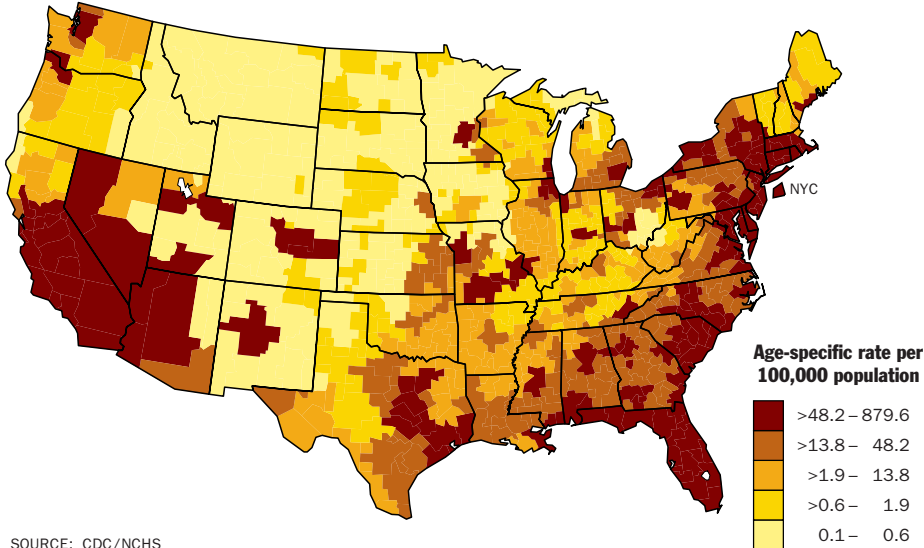 NYC
Age-specific rate per
100,000 population
>48.2 – 879.6
>13.8 – 48.2
>1.9 – 13.8
>0.6 – 1.9
0.1 – 0.6
SOURCE: CDC/NCHS